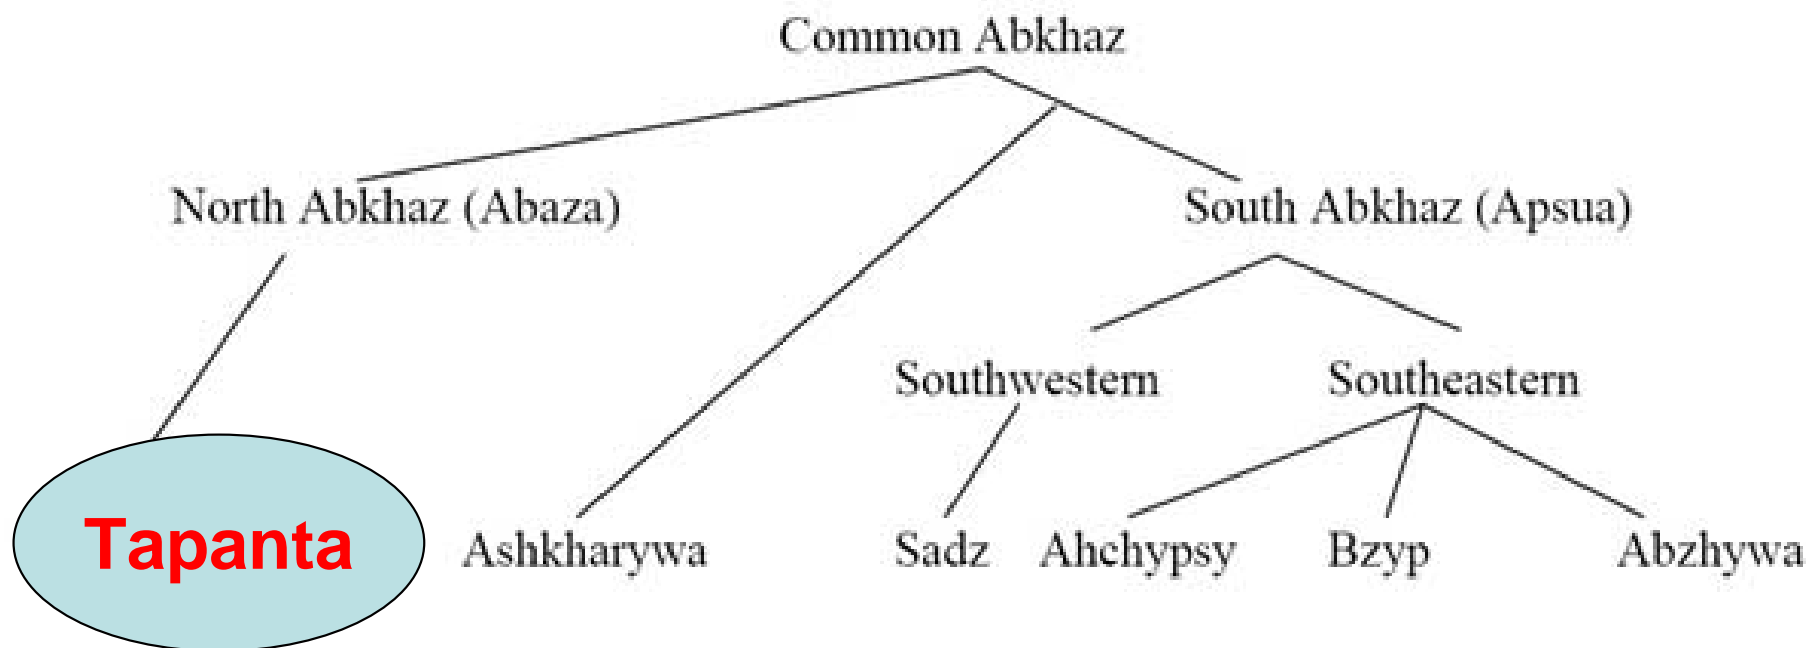 Common Abkhaz
North Abkhaz (Abaza) South Abkhaz (Apsua)
Southwestern Southeastern
Tapanta Ashkharywa Sadz Ahchypsy Bzyp Abzhywa